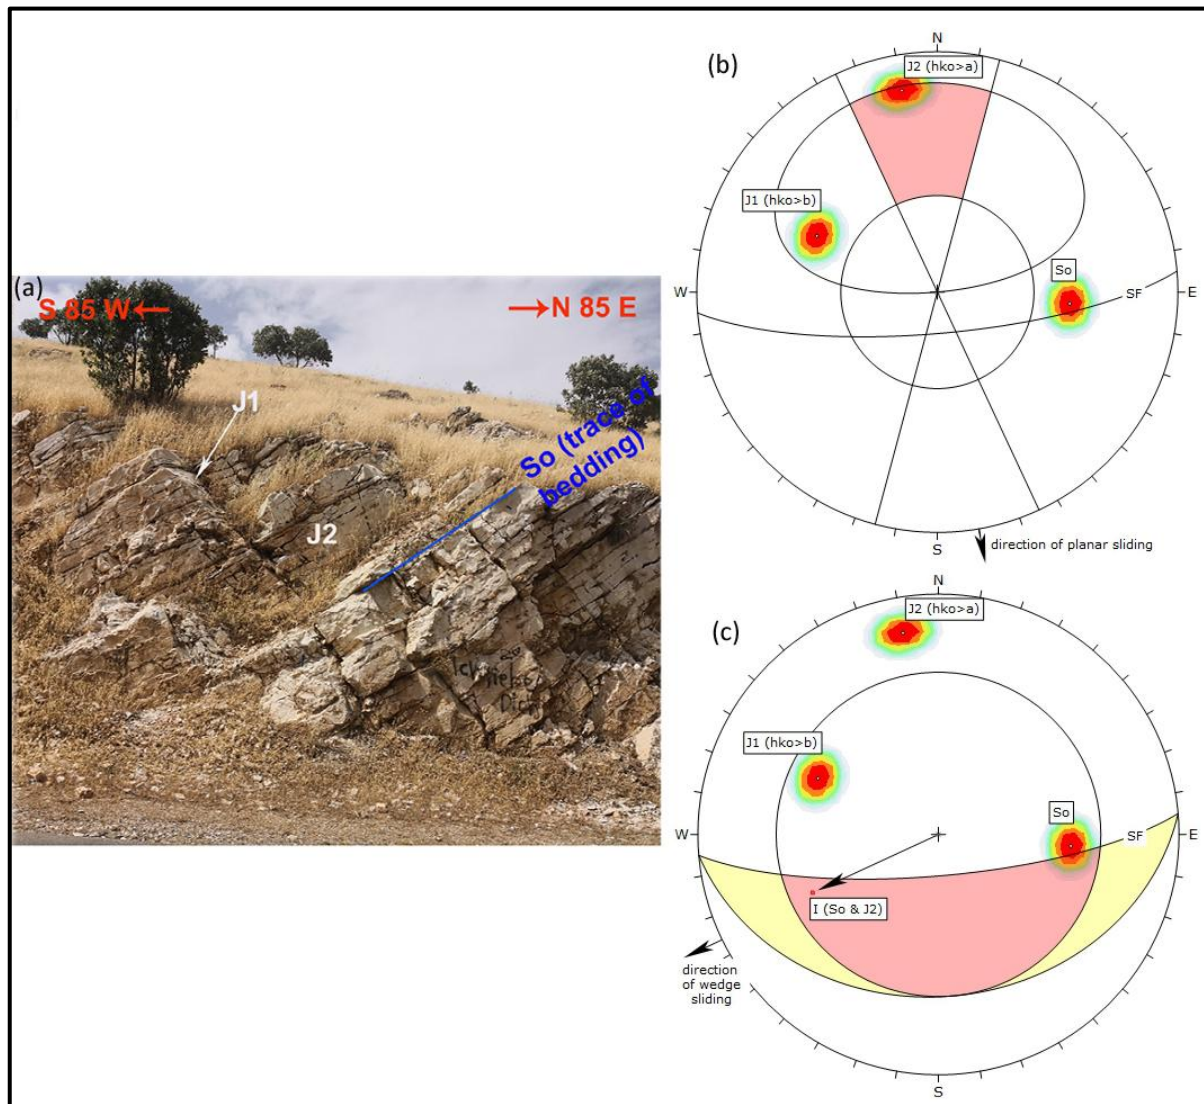 (a)
S 85 W
N 85 E
J1
J2
So (trace of
bedding)
(b)
N
J2 (hko>a)
J1 (hko>b)
So
SF
W
E
S
direction of planar sliding
(c)
N
J2 (hko>a)
J1 (hko>b)
So
SF
W
E
I (So & J2)
direction
of wedge
sliding
S